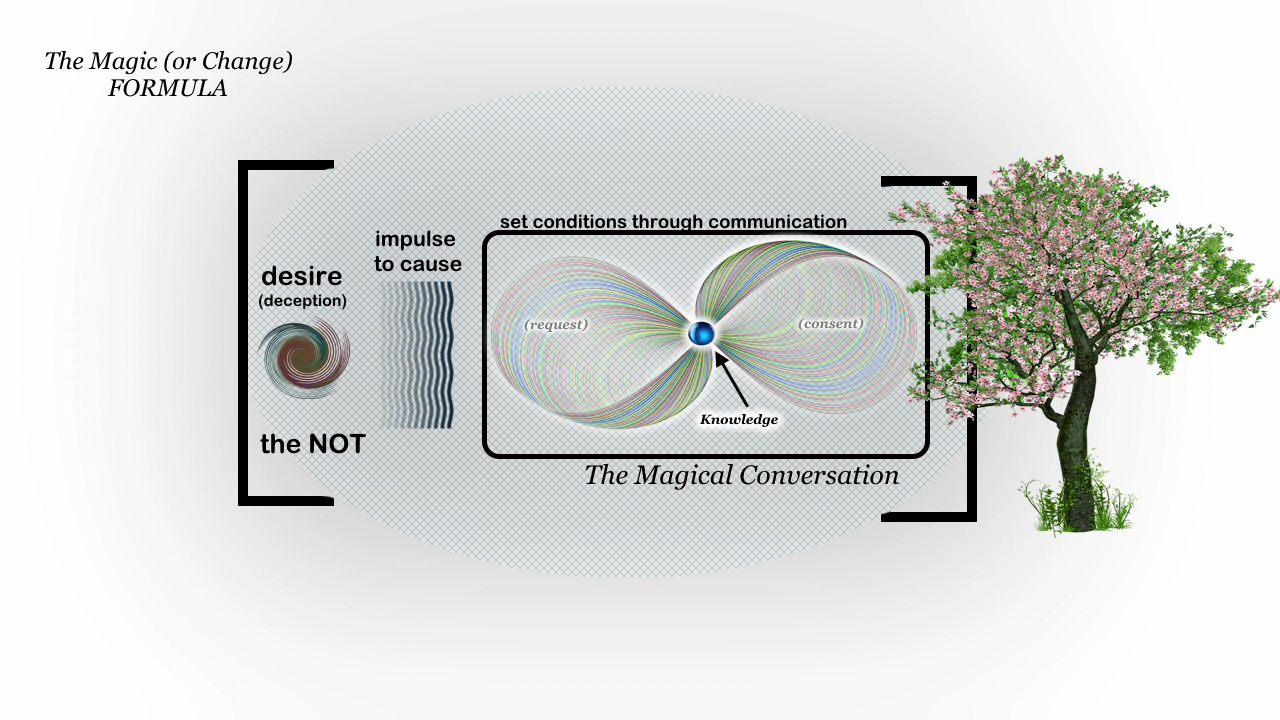 The Magic (or Change)
FORMULA
set conditions through communication
impulse
to cause
desire
(deception)
(request)
(consent)
Knowledge
the NOT
The Magical Conversation